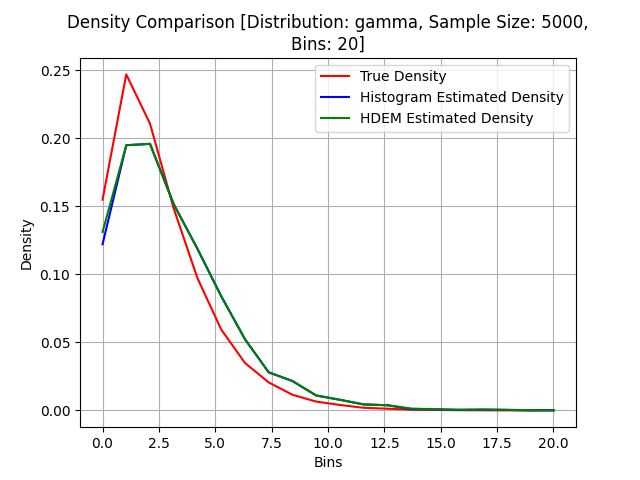 Density Comparison [Distribution: gamma, Sample Size: 5000,
Bins: 20]
True Density
Histogram Estimated Density
HDEM Estimated Density
Density
0.25
0.20
0.15
0.10
0.05
0.00
0.0 2.5 5.0 7.5 10.0 12.5 15.0 17.5 20.0
Bins